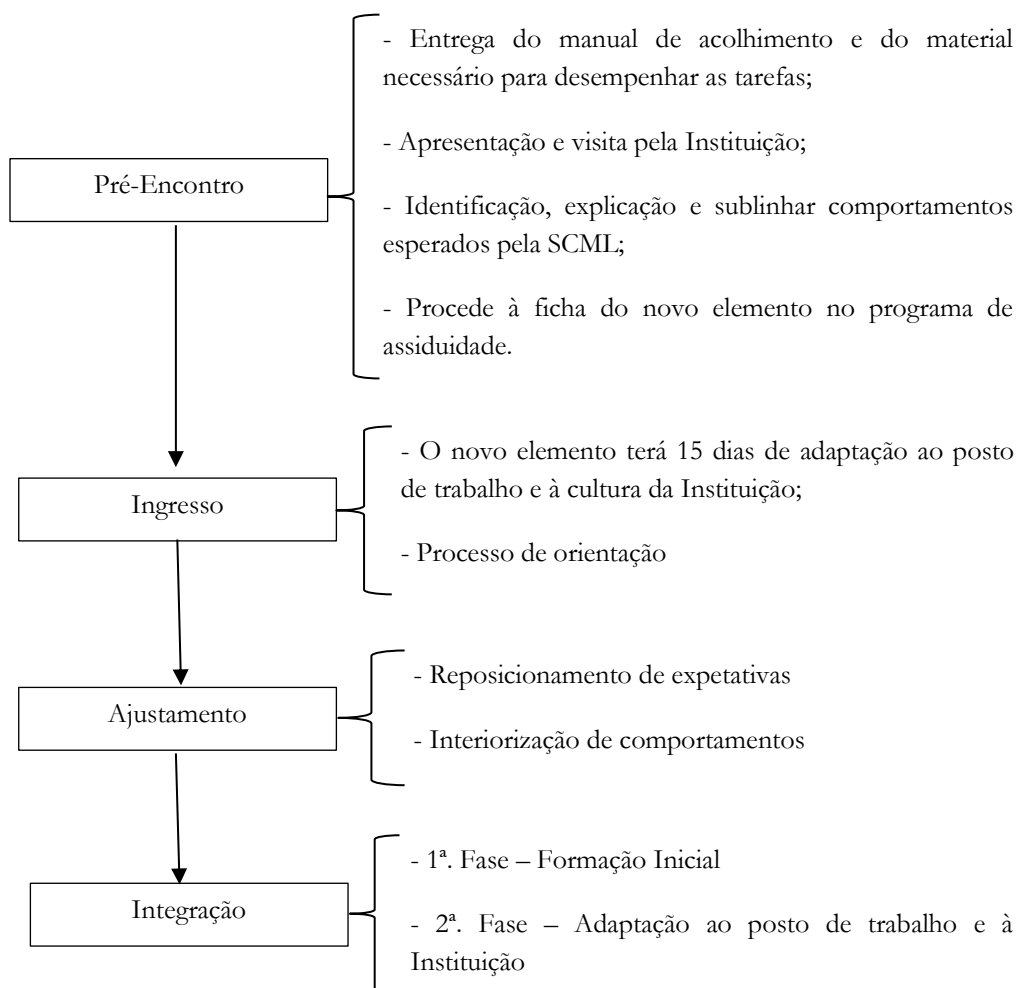 - Entrega do manual de acolhimento e do material
necessário para desempenhar as tarefas;
- Apresentação e visita pela Instituição;
Pré-Encontro
- Identificação, explicação e sublinhar comportamentos
esperados pela SCML;
- Procede à ficha do novo elemento no programa de
assiduidade.
- O novo elemento terá 15 dias de adaptação ao posto
de trabalho e à cultura da Instituição;
Ingresso
- Processo de orientação
- Reposicionamento de expetativas
Ajustamento
- Interiorização de comportamentos
- 1ª. Fase – Formação Inicial
Integração
- 2ª. Fase – Adaptação ao posto de trabalho e à
Instituição